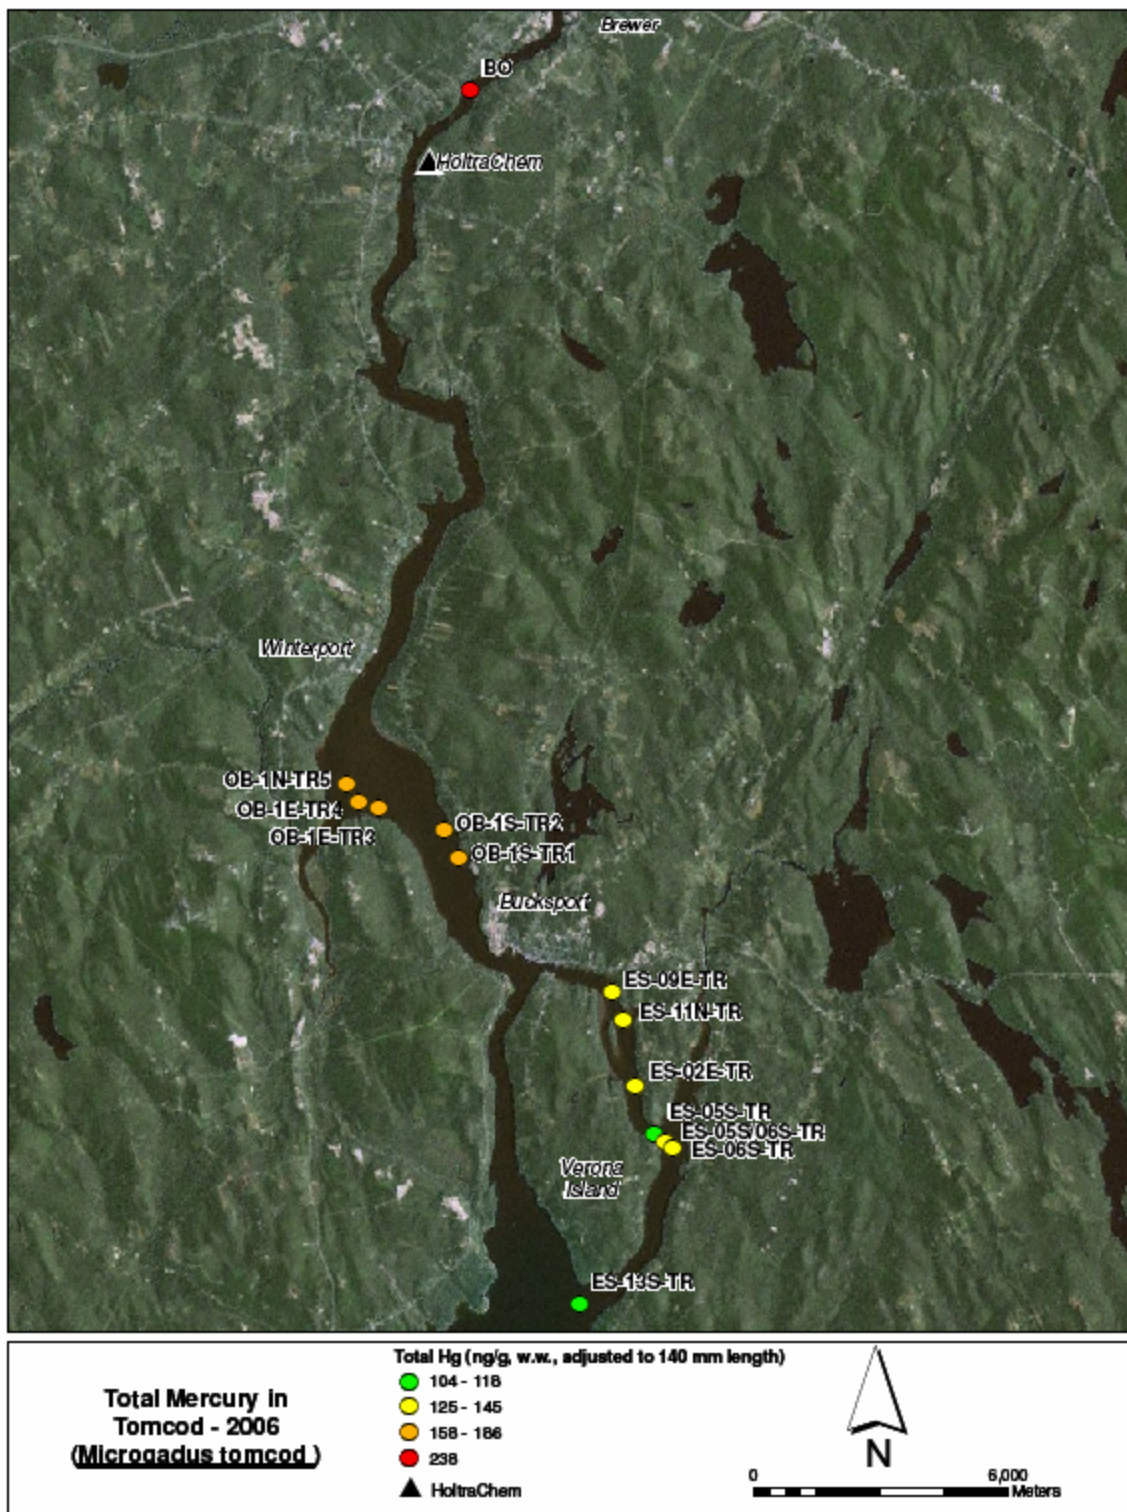 Brewer
BO
HoltraChem
Winterport
OB-1N-TR5
OB-1E-TR4
OB-1E-TR3
OB-1S-TR2
OB-1S-TR1
Bucksport
ES-09E-TR
ES-11N-TR
ES-02E-TR
ES-05S-TR
ES-05S/06S-TR
ES-06S-TR
Verona
Island
ES-13S-TR
Total Mercury in
Tomcod - 2006
(Microgadus tomcod )
Total Hg (ng/g, w.w., adjusted to 140 mm length)
104 - 118
125 - 145
158 - 186
238
HoltraChem
N
0 6,000
Meters